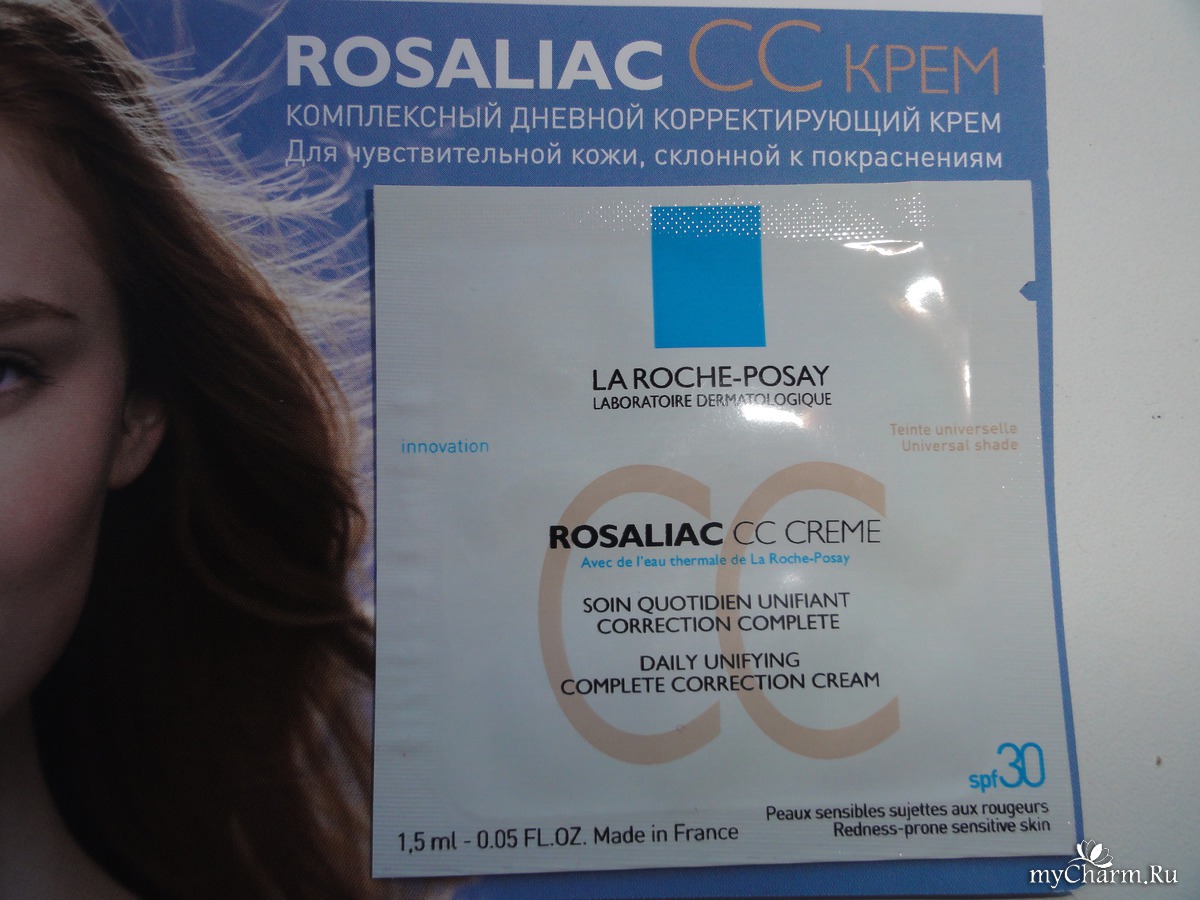 ROSALIAC CC КРЕМ
КОМПЛЕКСНЫЙ ДНЕВНОЙ КОРРЕКТИРУЮЩИЙ КРЕМ
Для чувствительной кожи, склонной к покраснениям
LA ROCHE-POSAY
LABORATOIRE DERMATOLOGIQUE
innovation
Teinte universelle
Universal shade
CC
ROSALIAC CC CREME
Avec de l'eau thermale de La Roche-Posay
SOIN QUOTIDIEN UNIFIANT
CORRECTION COMPLETE
DAILY UNIFYING
COMPLETE CORRECTION CREAM
spf30
Peaux sensibles sujettes aux rougeurs
Redness-prone sensitive skin
1,5 ml - 0.05 FL.OZ. Made in France
myCharm.Ru